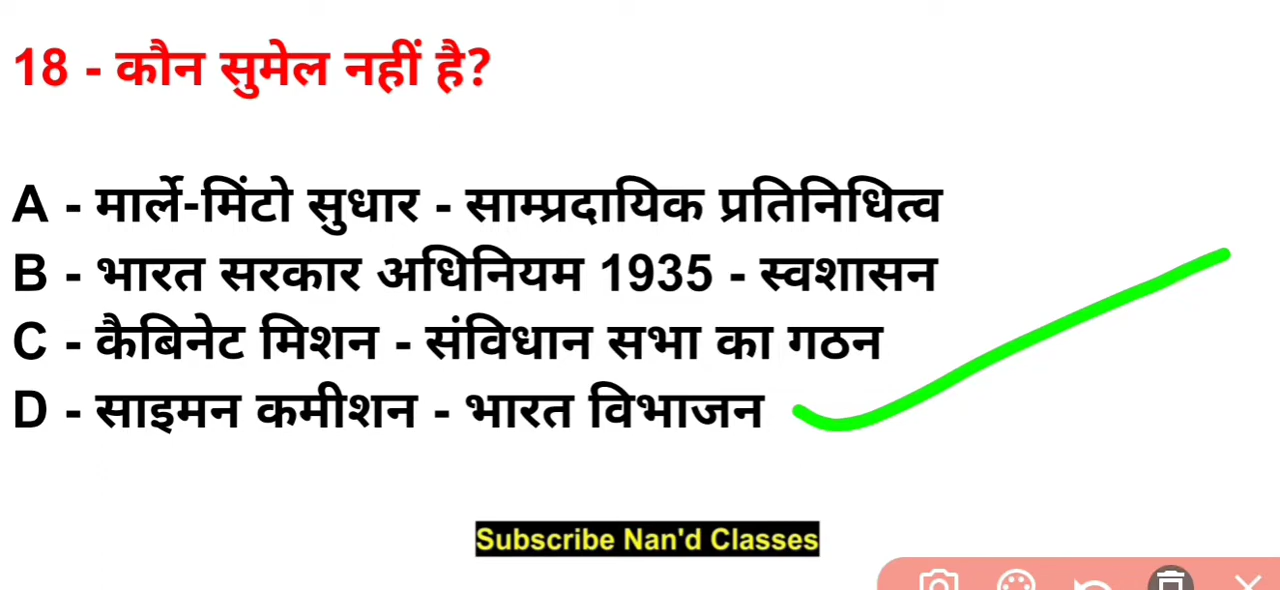 18 - कौन सुमेल नहीं है?
A - मार्ले-मिंटो सुधार - साम्प्रदायिक प्रतिनिधित्व
B - भारत सरकार अधिनियम 1935 - स्वशासन
C - कैबिनेट मिशन - संविधान सभा का गठन
D - साइमन कमीशन - भारत विभाजन
Subscribe Nan'd Classes